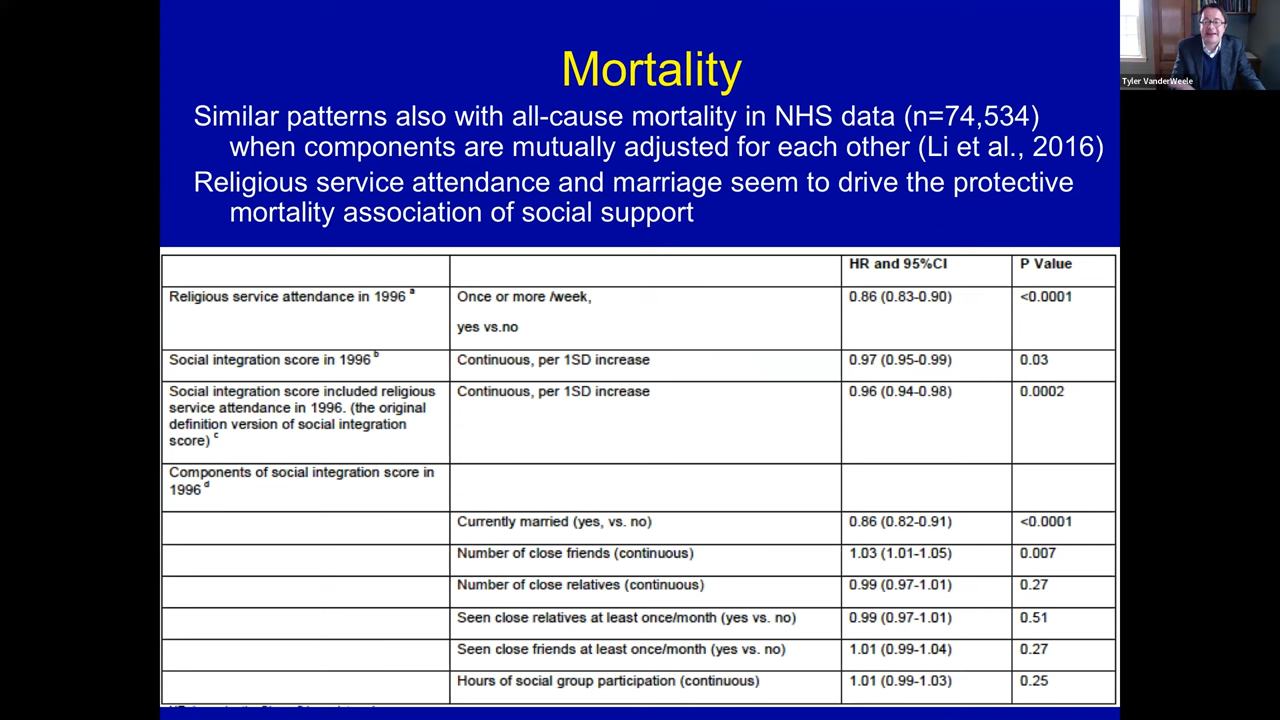 Mortality
Tyler VanderWeele
Similar patterns also with all-cause mortality in NHS data (n=74,534)
when components are mutually adjusted for each other (Li et al., 2016)
Religious service attendance and marriage seem to drive the protective
mortality association of social support
HR and 95%CI P Value
Religious service attendance in 1996 a Once or more /week, 0.86 (0.83-0.90) <0.0001
yes vs.no
Social integration score in 1996 b Continuous, per 1SD increase 0.97 (0.95-0.99) 0.03
Social integration score included religious Continuous, per 1SD increase 0.96 (0.94-0.98) 0.0002
service attendance in 1996. (the original
definition version of social integration
score) c
Components of social integration score in
1996 d
Currently married (yes, vs. no) 0.86 (0.82-0.91) <0.0001
Number of close friends (continuous) 1.03 (1.01-1.05) 0.007
Number of close relatives (continuous) 0.99 (0.97-1.01) 0.27
Seen close relatives at least once/month (yes vs. no) 0.99 (0.97-1.01) 0.51
Seen close friends at least once/month (yes vs. no) 1.01 (0.99-1.04) 0.27
Hours of social group participation (continuous) 1.01 (0.99-1.03) 0.25